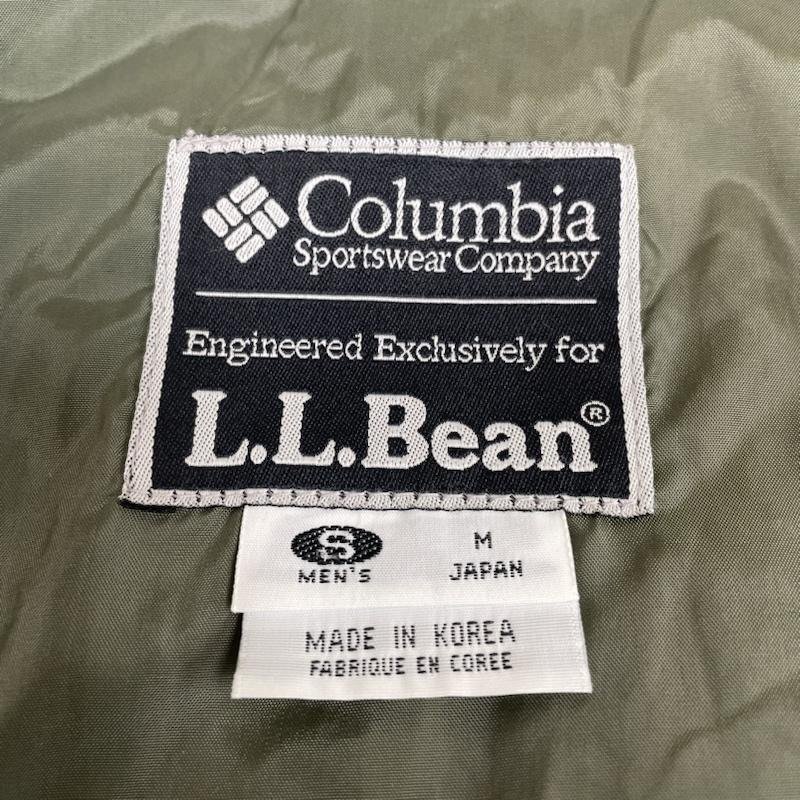 Columbia
Sportswear Company
Engineered Exclusively for
L.L.Bean®
S M
MEN'S JAPAN
MADE IN KOREA
FABRIQUE EN COREE